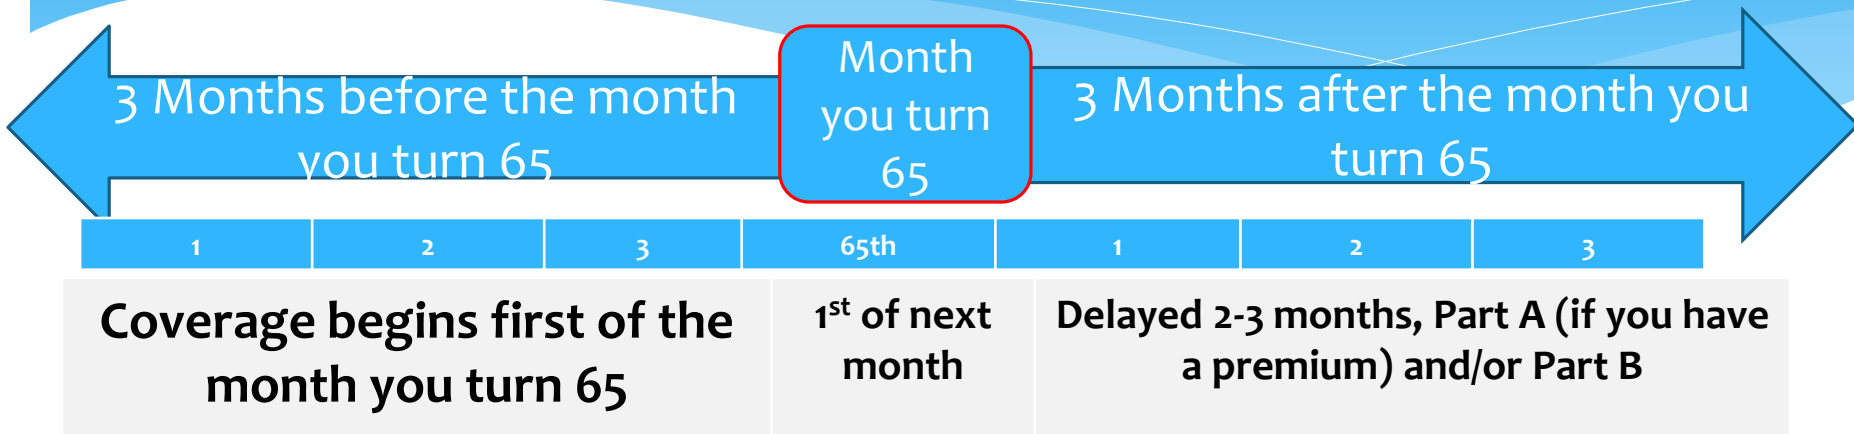 3 Months before the month
you turn 65
Month
you turn
65
3 Months after the month you
turn 65
1 2 3 65th 1 2 3
Coverage begins first of the
month you turn 65
1st of next
month
Delayed 2-3 months, Part A (if you have
a premium) and/or Part B